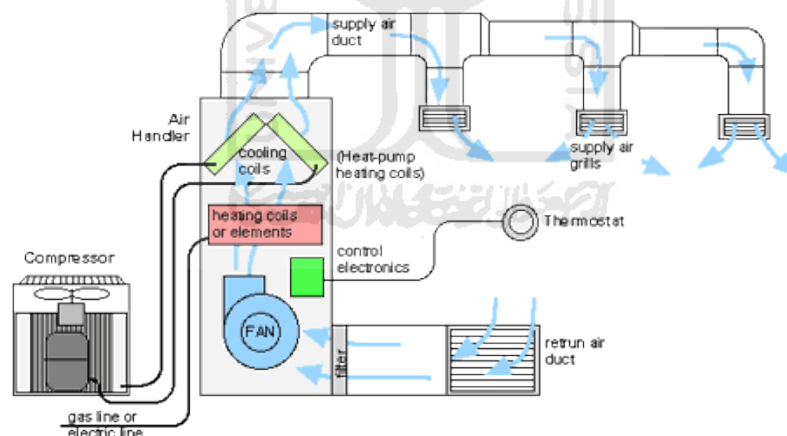 supply air
duct
Air
Handler
cooling
coils
(Heat-pump
heating coils)
supply air
grills
heating coils
or elements
Thermostat
control
electronics
Compressor
FAN
filter
retrun air
duct
gas line or
electric line